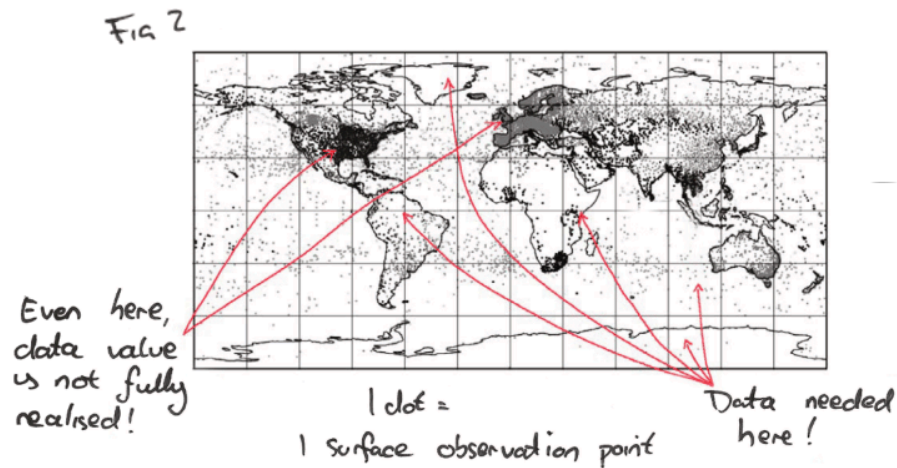 Fig 2
Even here,
data value
is not fully
realised!
1 dot =
1 surface observation point
Data needed
here!